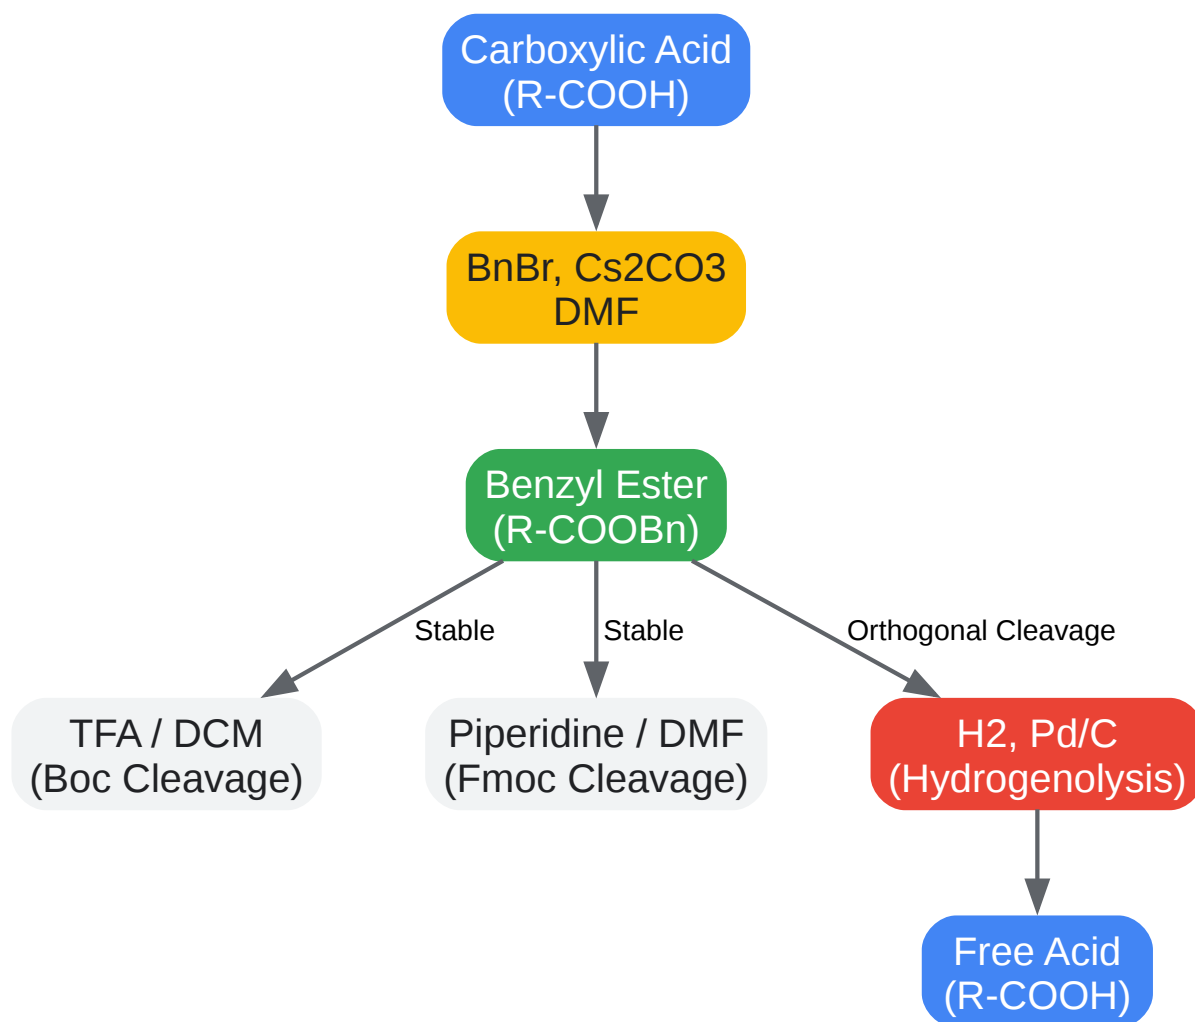 Carboxylic Acid
(R-COOH)
BnBr, Cs2CO3
DMF
Benzyl Ester
(R-COOBn)
Stable
Stable
Orthogonal Cleavage
TFA / DCM
(Boc Cleavage)
Piperidine / DMF
(Fmoc Cleavage)
H2, Pd/C
(Hydrogenolysis)
Free Acid
(R-COOH)